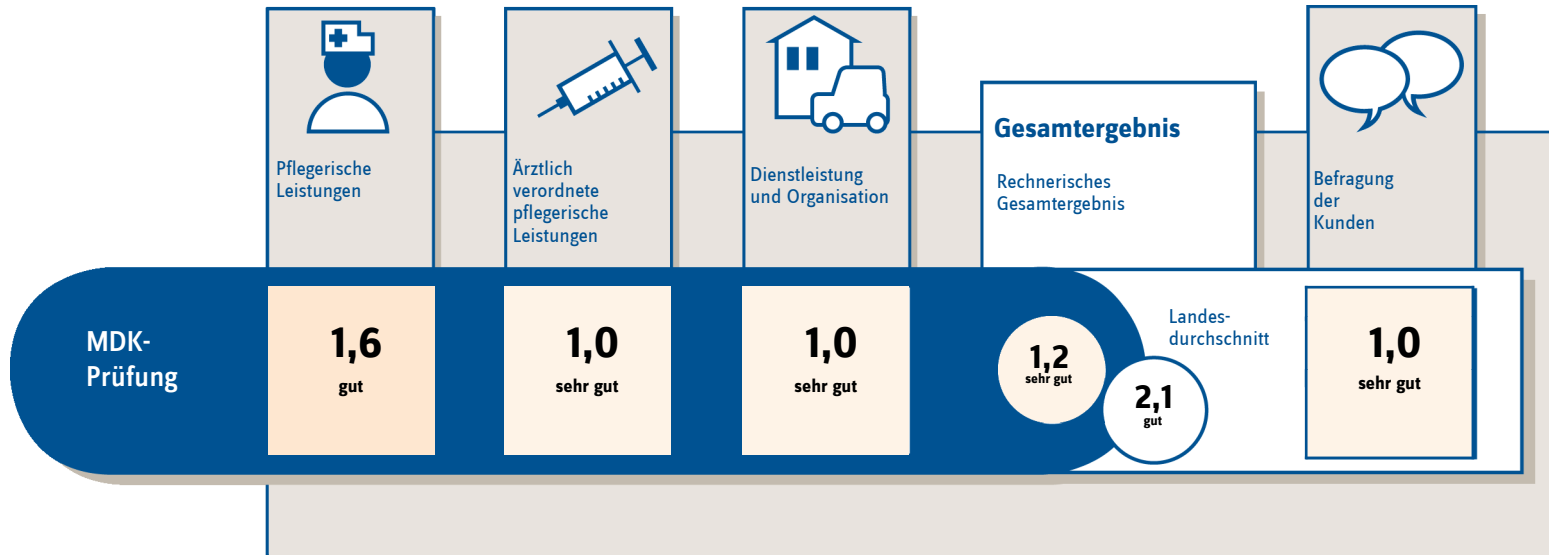 Pflegerische
Leistungen
Ärztlich
verordnete
pflegerische
Leistungen
Dienstleistung
und Organisation
Gesamtergebnis
Rechnerisches
Gesamtergebnis
Befragung
der
Kunden
MDK-
Prüfung
1,6
gut
1,0
sehr gut
1,0
sehr gut
1,2
sehr gut
Landes-
durchschnitt
2,1
gut
1,0
sehr gut